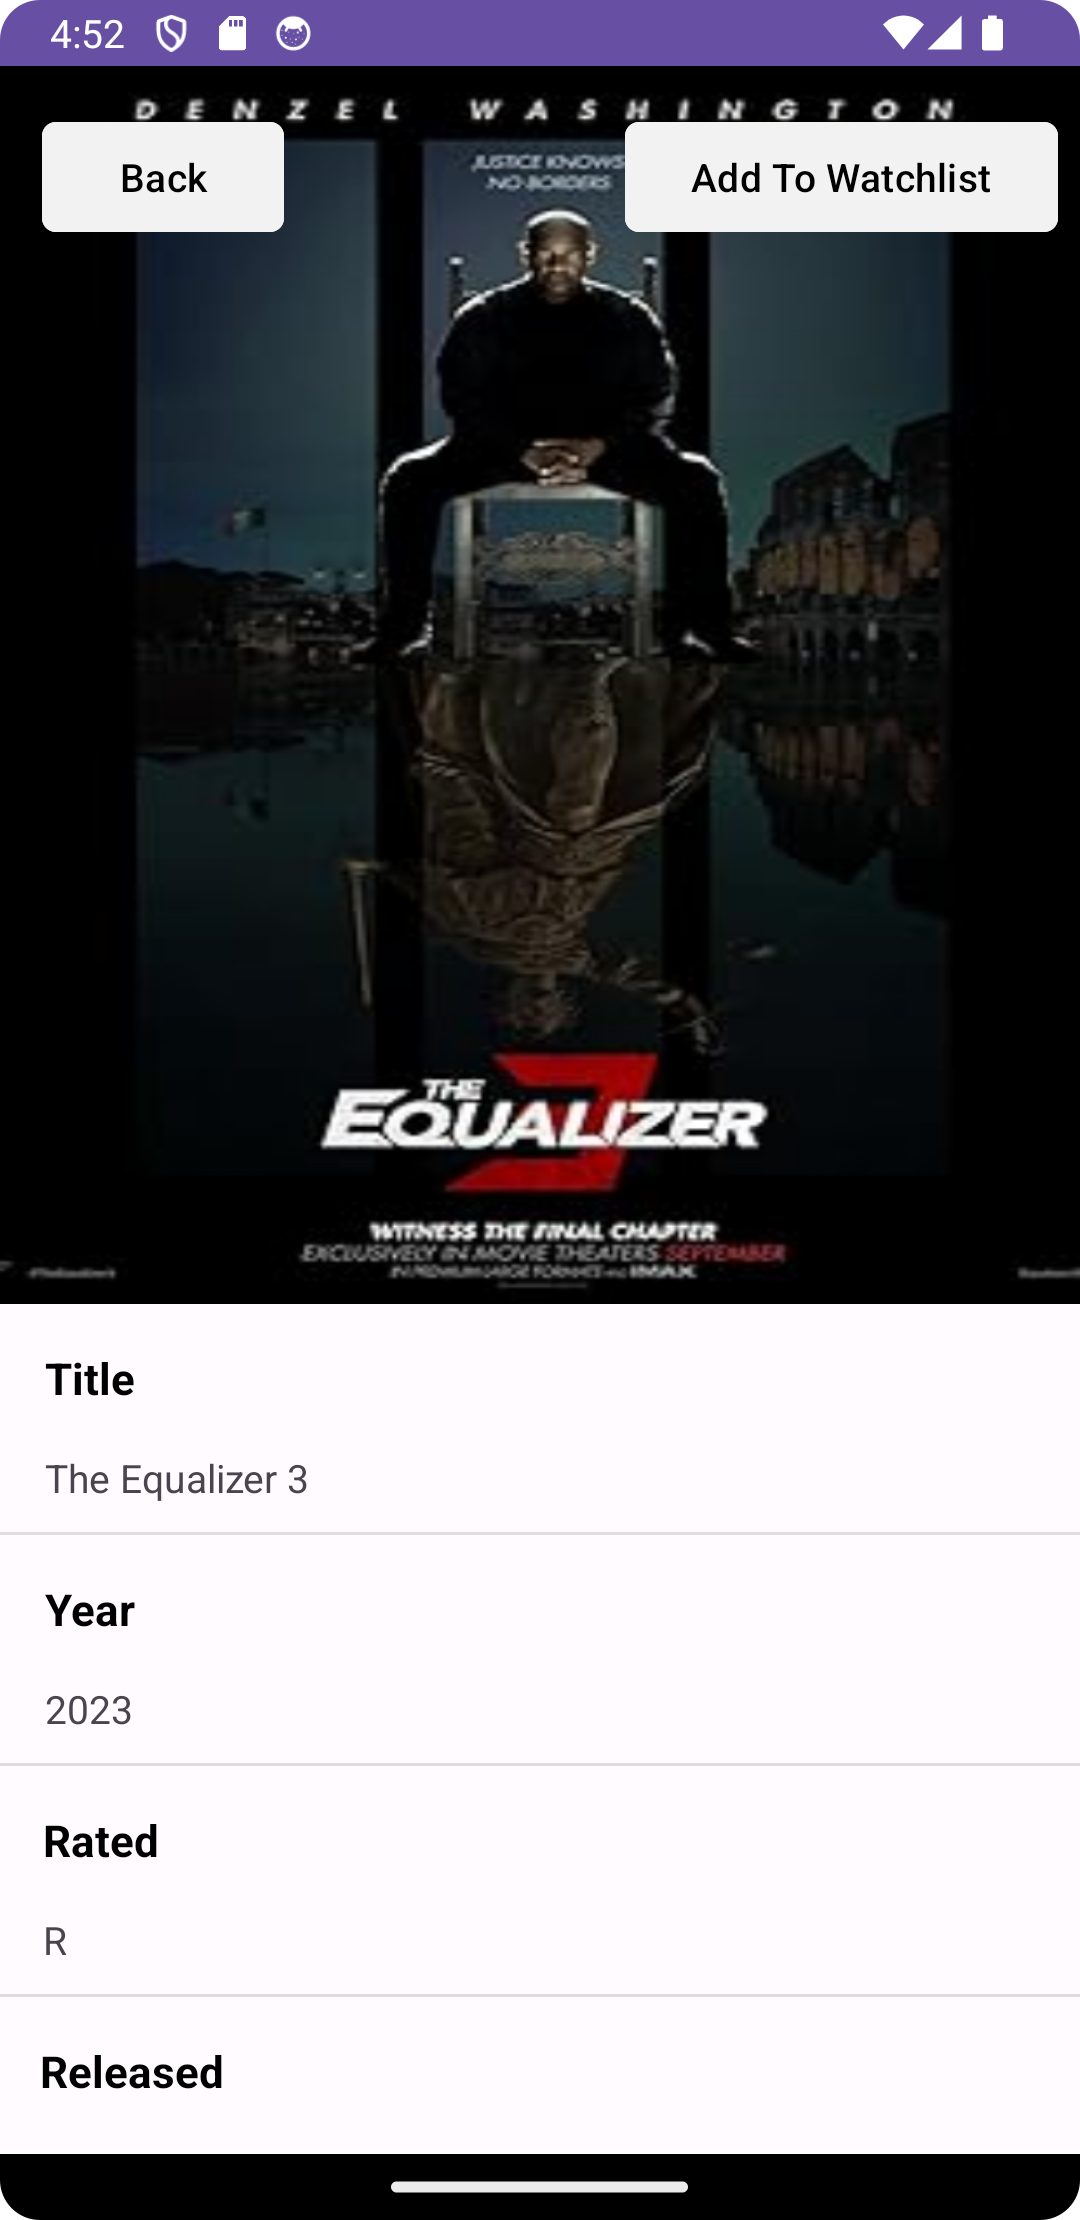 4:52
DENZEL WASHINGTON
Back
JUSTICE KNOWS
NO BORDERS
Add To Watchlist
THE
EQUALIZER
3
WITNESS THE FINAL CHAPTER
EXCLUSIVELY IN MOVIE THEATERS SEPTEMBER
IN PREMIUM LARGE FORMATS AND IMAX
Title
The Equalizer 3
Year
2023
Rated
R
Released